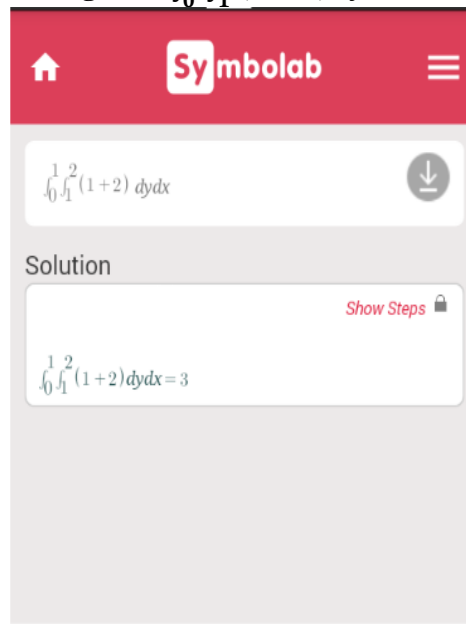 Symbolab
∫₀¹∫₁²(1+2) dydx
Solution
Show Steps
∫₀¹∫₁²(1+2)dydx=3